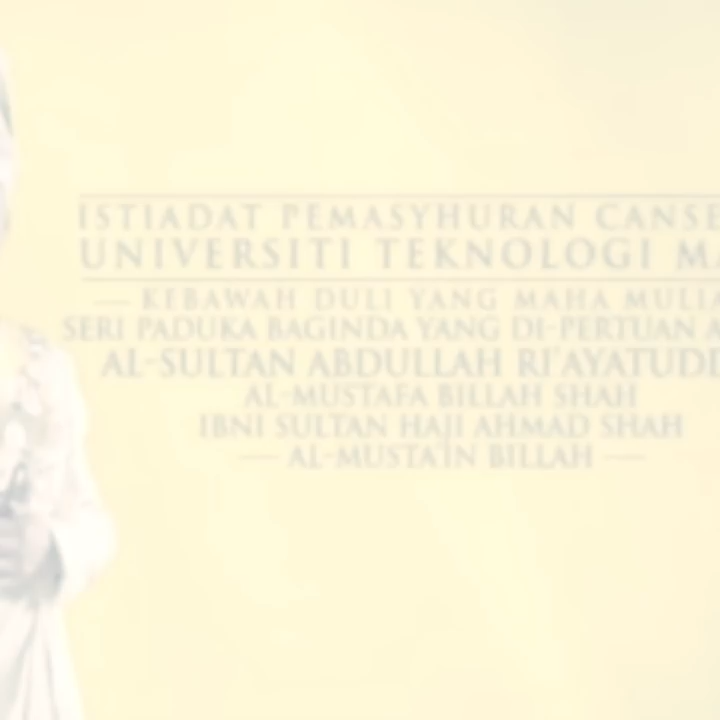 ISTIADAT PEMASYHURAN CANSE
UNIVERSITI TEKNOLOGI MA
— KEBAWAH DULI YANG MAHA MULIA
SERI PADUKA BAGINDA YANG DI-PERTUAN A
AL-SULTAN ABDULLAH RI'AYATUDD
AL-MUSTAFA BILLAH SHAH
IBNI SULTAN HAJI AHMAD SHAH
— AL-MUSTA'IN BILLAH —